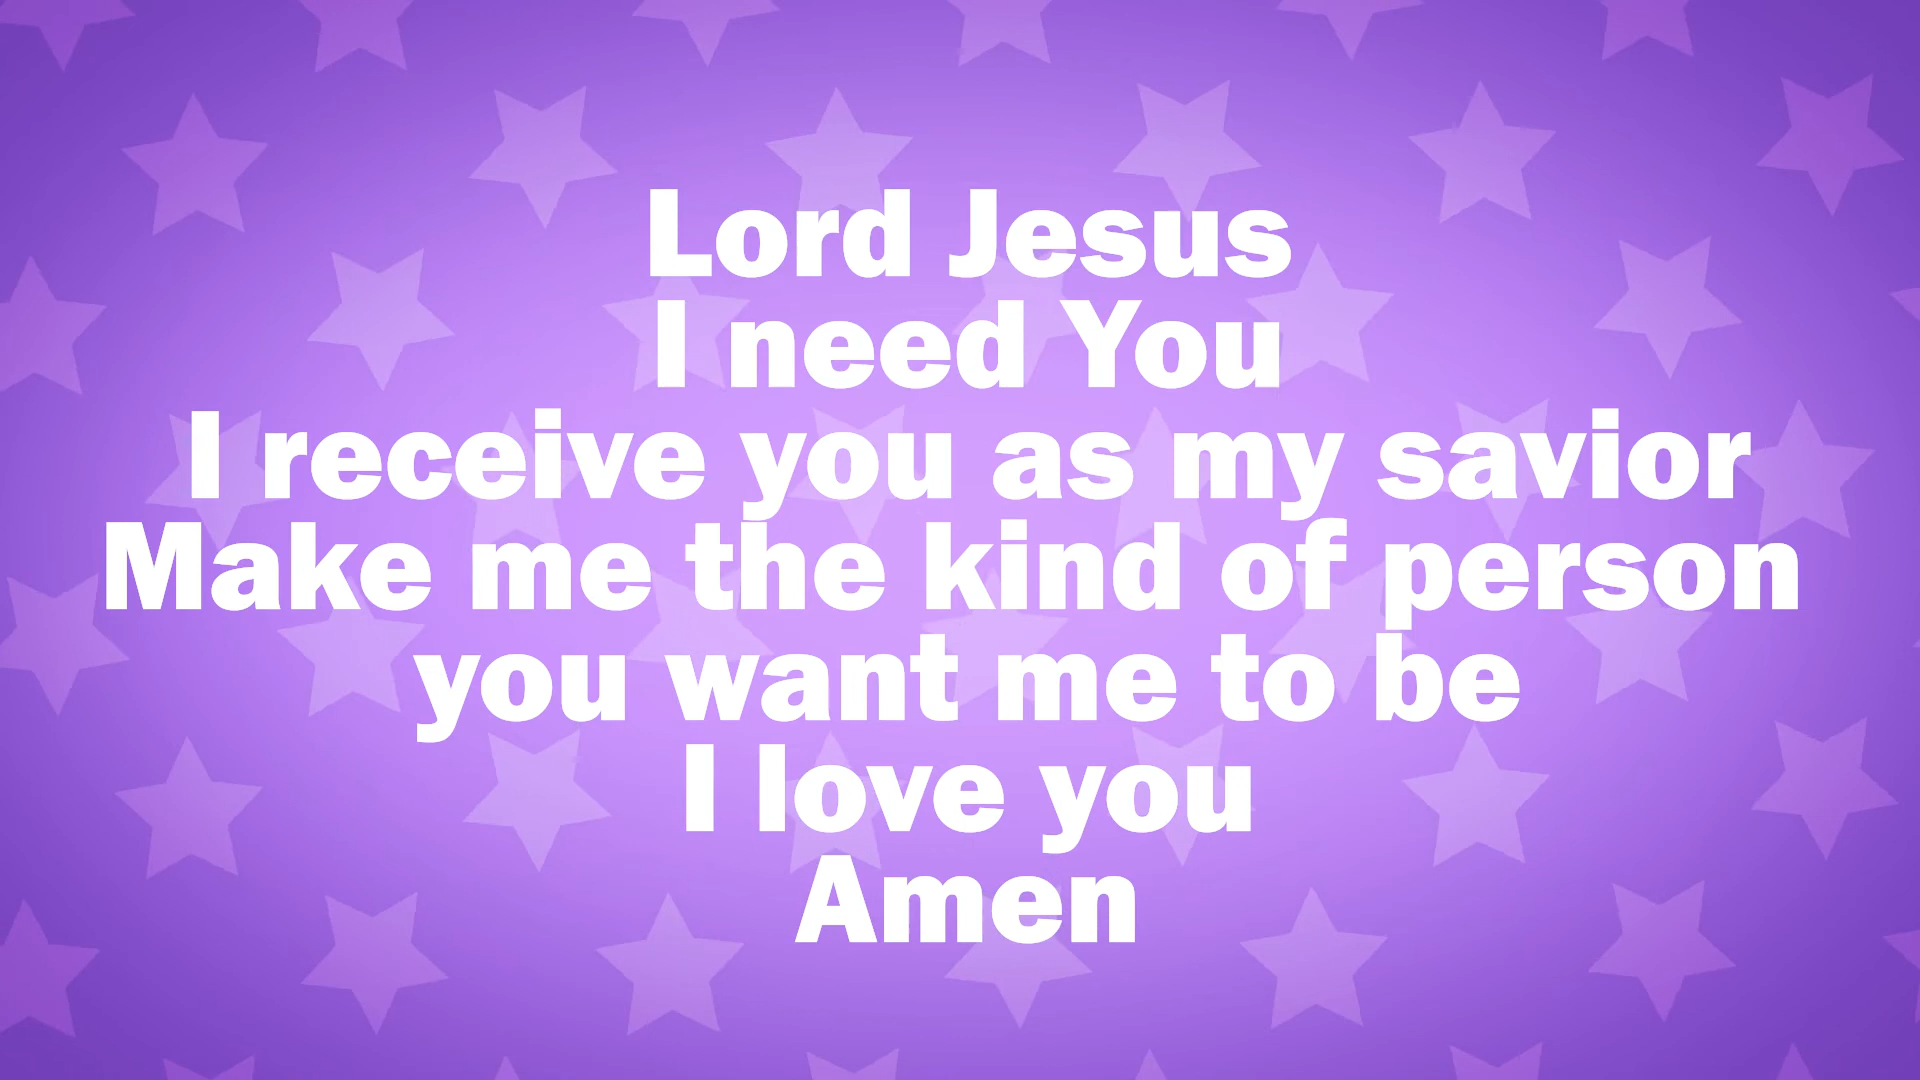 Lord Jesus
I need You
I receive you as my savior
Make me the kind of person
you want me to be
I love you
Amen